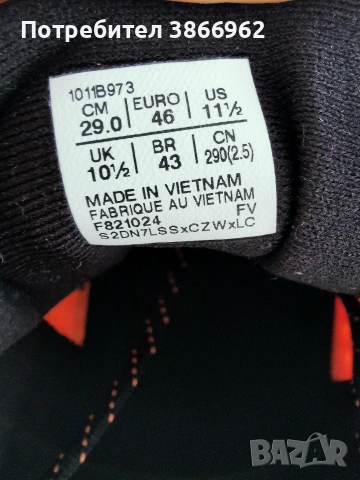 Потребител 3866962
1011B973
CM EURO US
29.0 46 11½
UK BR CN
10½ 43 290(2.5)
MADE IN VIETNAM
FABRIQUE AU VIETNAM
F821024 FV
S2DN7LSSxCZWxLC
BAZAR